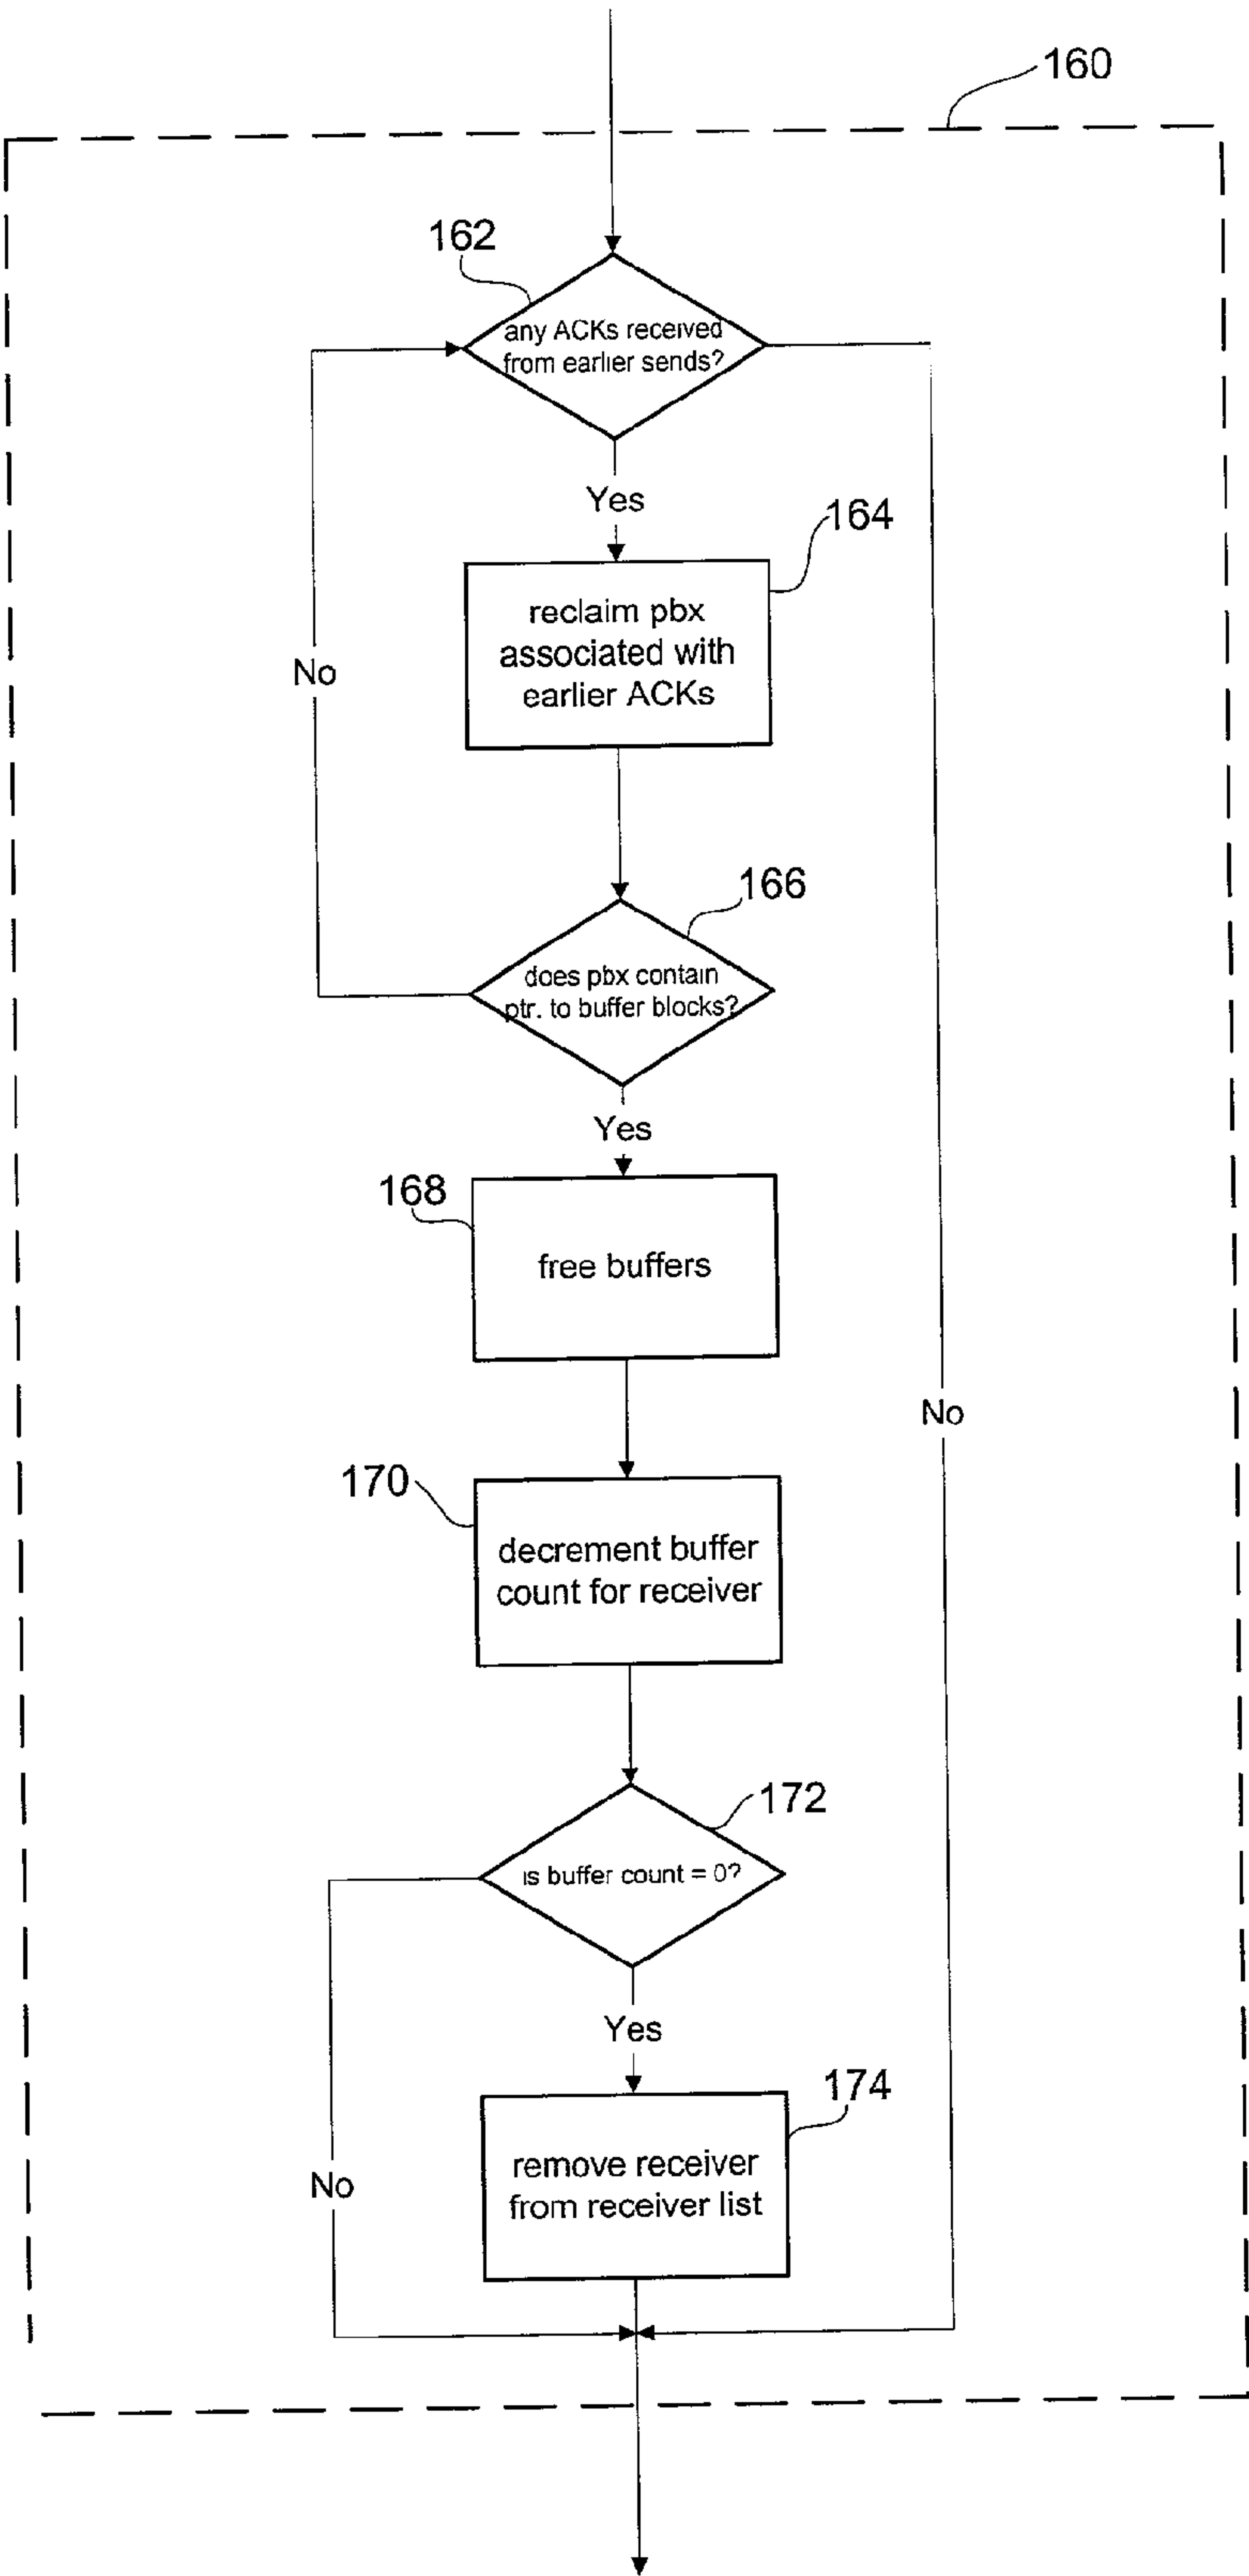 160
162
any ACKs received
from earlier sends?
Yes
164
reclaim pbx
associated with
earlier ACKs
No
166
does pbx contain
ptr. to buffer blocks?
Yes
168
free buffers
No
170
decrement buffer
count for receiver
172
is buffer count = 0?
Yes
174
remove receiver
from receiver list
No